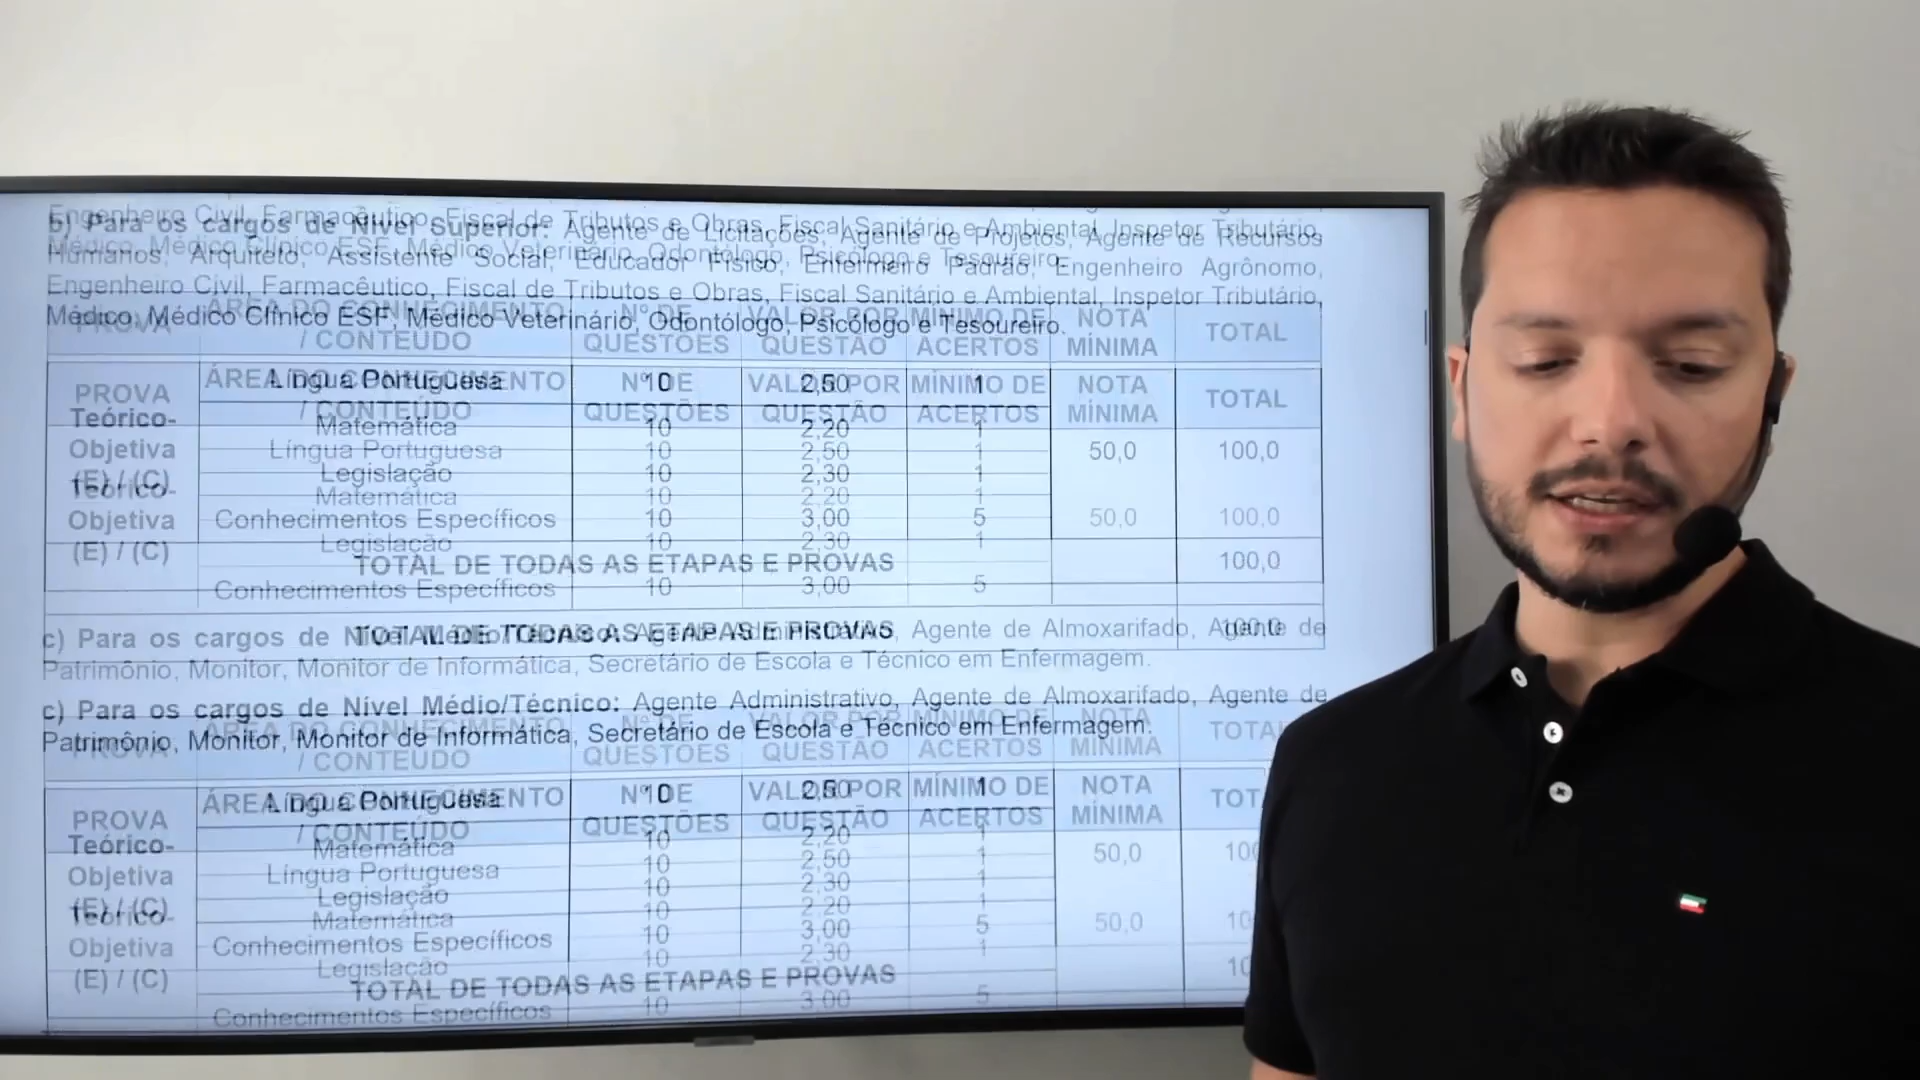 b) Para os cargos de Nível Superior: Agente de Licitações, Agente de Projetos, Agente de Recursos
Humanos, Arquiteto, Assistente Social, Educador Físico, Enfermeiro Padrão, Engenheiro Agrônomo,
Engenheiro Civil, Farmacêutico, Fiscal de Tributos e Obras, Fiscal Sanitário e Ambiental, Inspetor Tributário,
Médico, Médico Clínico ESF, Médico Veterinário, Odontólogo, Psicólogo e Tesoureiro.
PROVA ÁREA DO CONHECIMENTO / CONTEÚDO Nº DE QUESTÕES VALOR POR QUESTÃO MÍNIMO DE ACERTOS NOTA MÍNIMA TOTAL
Teórico-Objetiva (E) / (C)
Língua Portuguesa 10 2,50 1
Matemática 10 2,20 1
Legislação 10 2,30 1
Conhecimentos Específicos 10 3,00 5
50,0 100,0
TOTAL DE TODAS AS ETAPAS E PROVAS 100,0
c) Para os cargos de Nível Médio/Técnico: Agente Administrativo, Agente de Almoxarifado, Agente de
Patrimônio, Monitor, Monitor de Informática, Secretário de Escola e Técnico em Enfermagem.
PROVA ÁREA DO CONHECIMENTO / CONTEÚDO Nº DE QUESTÕES VALOR POR QUESTÃO MÍNIMO DE ACERTOS NOTA MÍNIMA
Teórico-Objetiva (E) / (C)
Língua Portuguesa 10 2,50 1
Matemática 10 2,20 1
Legislação 10 2,30 1
Conhecimentos Específicos 10 3,00 5
50,0
TOTAL DE TODAS AS ETAPAS E PROVAS